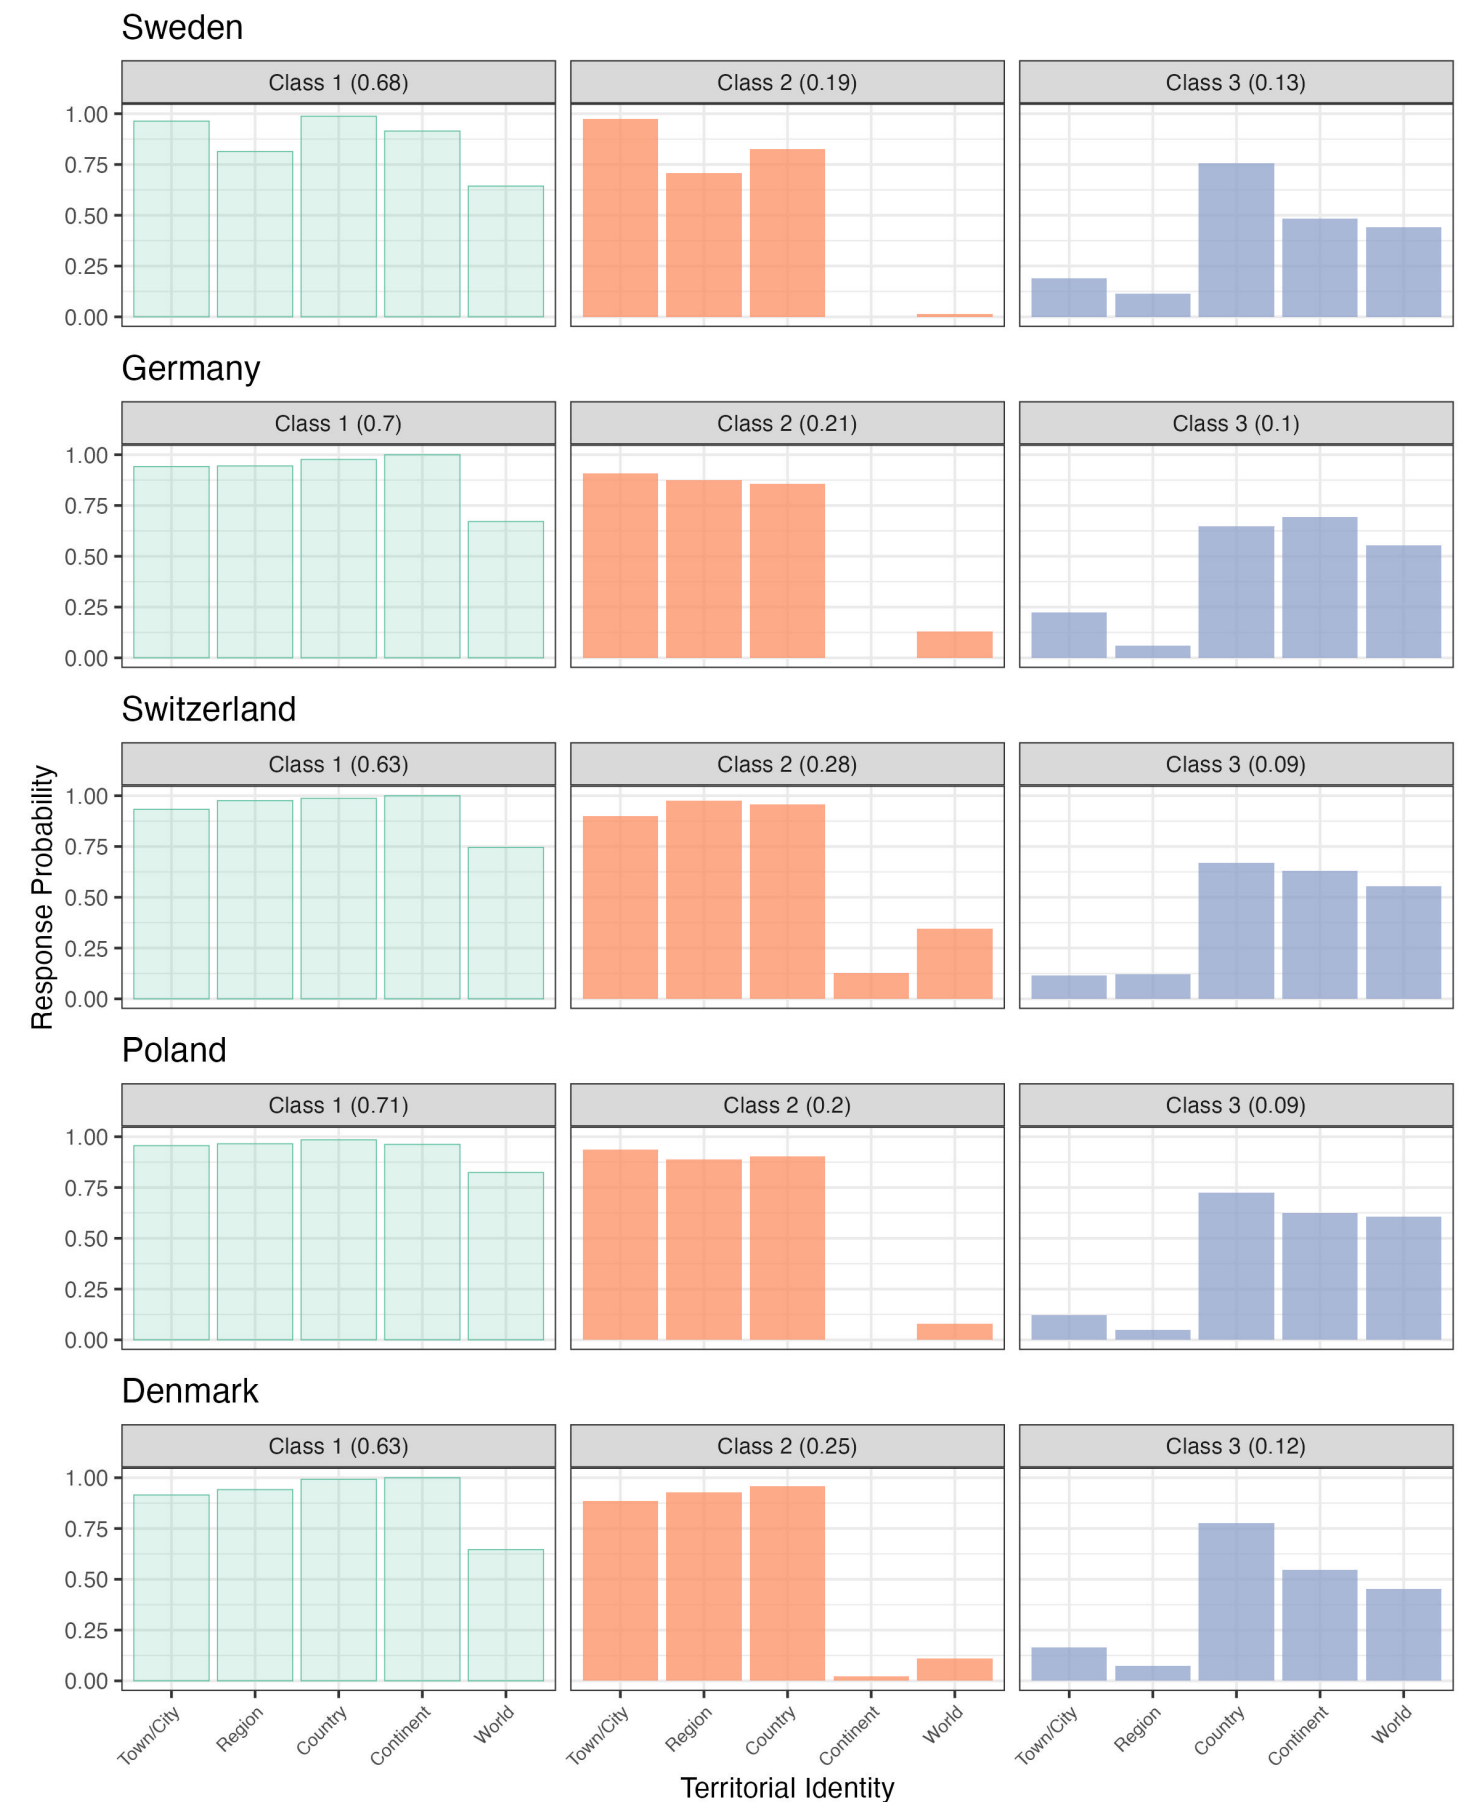 Sweden
Class 1 (0.68)
Class 2 (0.19)
Class 3 (0.13)
1.00
0.75
0.50
0.25
0.00
Germany
Class 1 (0.7)
Class 2 (0.21)
Class 3 (0.1)
1.00
0.75
0.50
0.25
0.00
Switzerland
Class 1 (0.63)
Class 2 (0.28)
Class 3 (0.09)
1.00
0.75
0.50
0.25
0.00
Response Probability
Poland
Class 1 (0.71)
Class 2 (0.2)
Class 3 (0.09)
1.00
0.75
0.50
0.25
0.00
Denmark
Class 1 (0.63)
Class 2 (0.25)
Class 3 (0.12)
1.00
0.75
0.50
0.25
0.00
Town/City
Region
Country
Continent
World
Town/City
Region
Country
Continent
World
Town/City
Region
Country
Continent
World
Territorial Identity